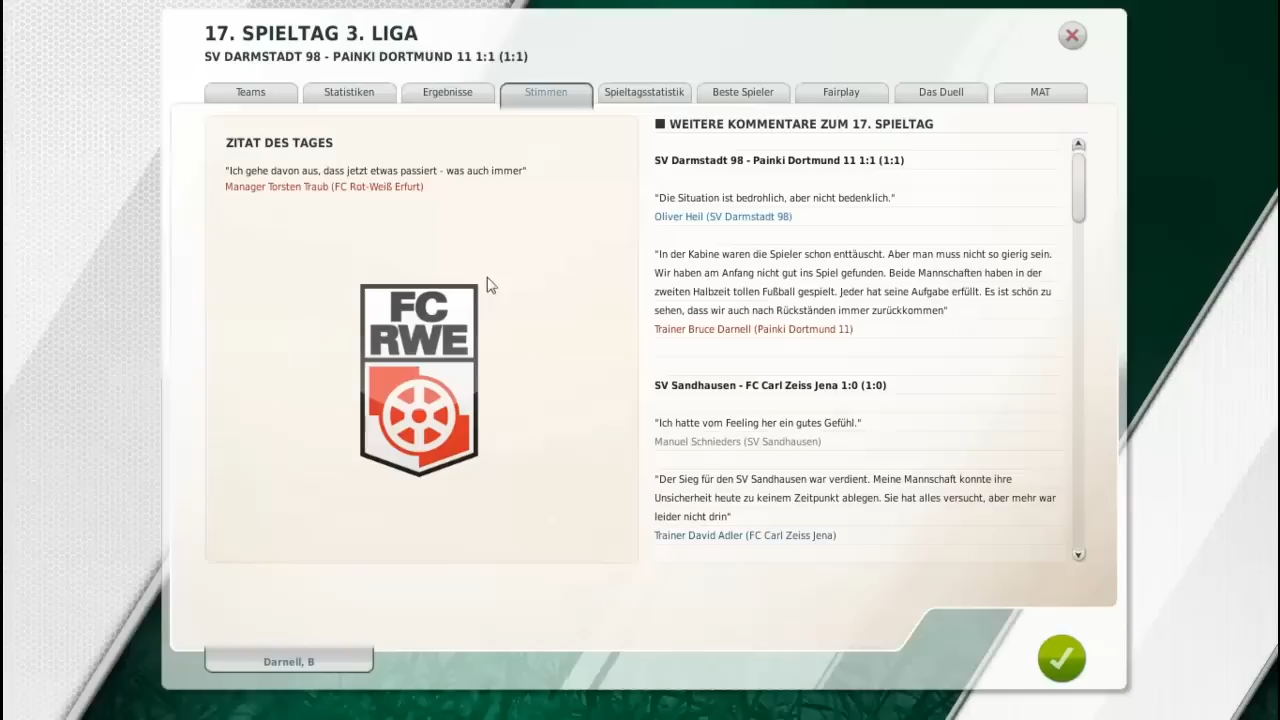 17. SPIELTAG 3. LIGA
SV DARMSTADT 98 - PAINKI DORTMUND 11 1:1 (1:1)
Teams
Statistiken
Ergebnisse
Stimmen
Spieltagsstatistik
Beste Spieler
Fairplay
Das Duell
MAT
ZITAT DES TAGES
"Ich gehe davon aus, dass jetzt etwas passiert - was auch immer"
Manager Torsten Traub (FC Rot-Weiß Erfurt)
FC
RWE
WEITERE KOMMENTARE ZUM 17. SPIELTAG
SV Darmstadt 98 - Painki Dortmund 11 1:1 (1:1)
"Die Situation ist bedrohlich, aber nicht bedenklich."
Oliver Heil (SV Darmstadt 98)
"In der Kabine waren die Spieler schon enttäuscht. Aber man muss nicht so gierig sein.
Wir haben am Anfang nicht gut ins Spiel gefunden. Beide Mannschaften haben in der
zweiten Halbzeit tollen Fußball gespielt. Jeder hat seine Aufgabe erfüllt. Es ist schön zu
sehen, dass wir auch nach Rückständen immer zurückkommen"
Trainer Bruce Darnell (Painki Dortmund 11)
SV Sandhausen - FC Carl Zeiss Jena 1:0 (1:0)
"Ich hatte vom Feeling her ein gutes Gefühl."
Manuel Schnieders (SV Sandhausen)
"Der Sieg für den SV Sandhausen war verdient. Meine Mannschaft konnte ihre
Unsicherheit heute zu keinem Zeitpunkt ablegen. Sie hat alles versucht, aber mehr war
leider nicht drin"
Trainer David Adler (FC Carl Zeiss Jena)
Darnell, B